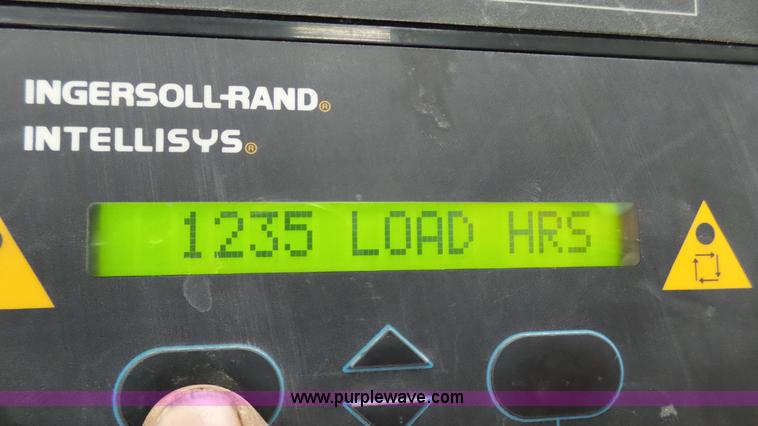 INGERSOLL-RAND®
INTELLISYS®
1235 LOAD HRS
www.purplewave.com